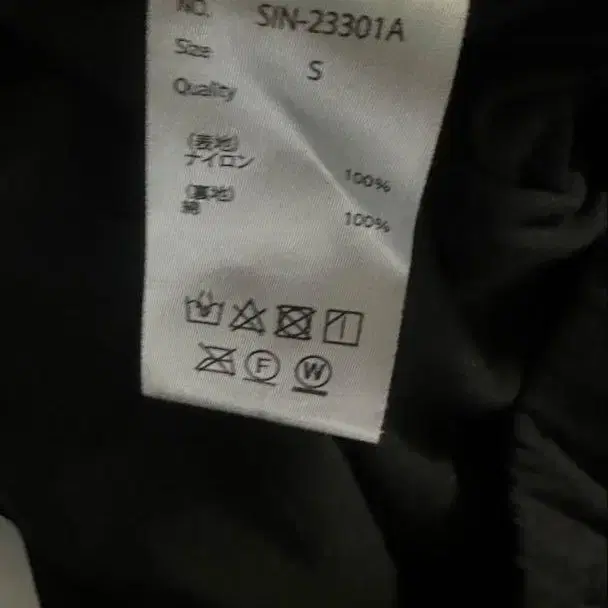 NO. SIN-23301A
Size S
Quality
(表地)
ナイロン 100%
(裏地)
綿 100%
F W